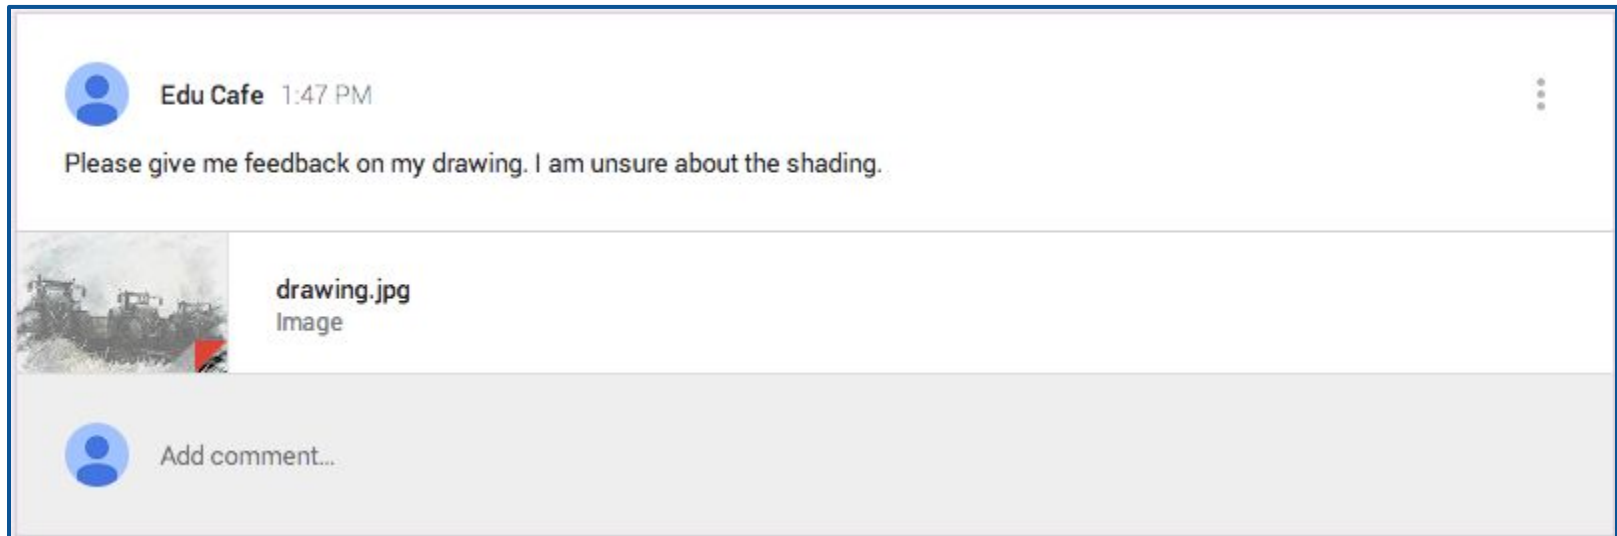 Edu Cafe 1:47 PM
Please give me feedback on my drawing. I am unsure about the shading.
drawing.jpg
Image
Add comment...